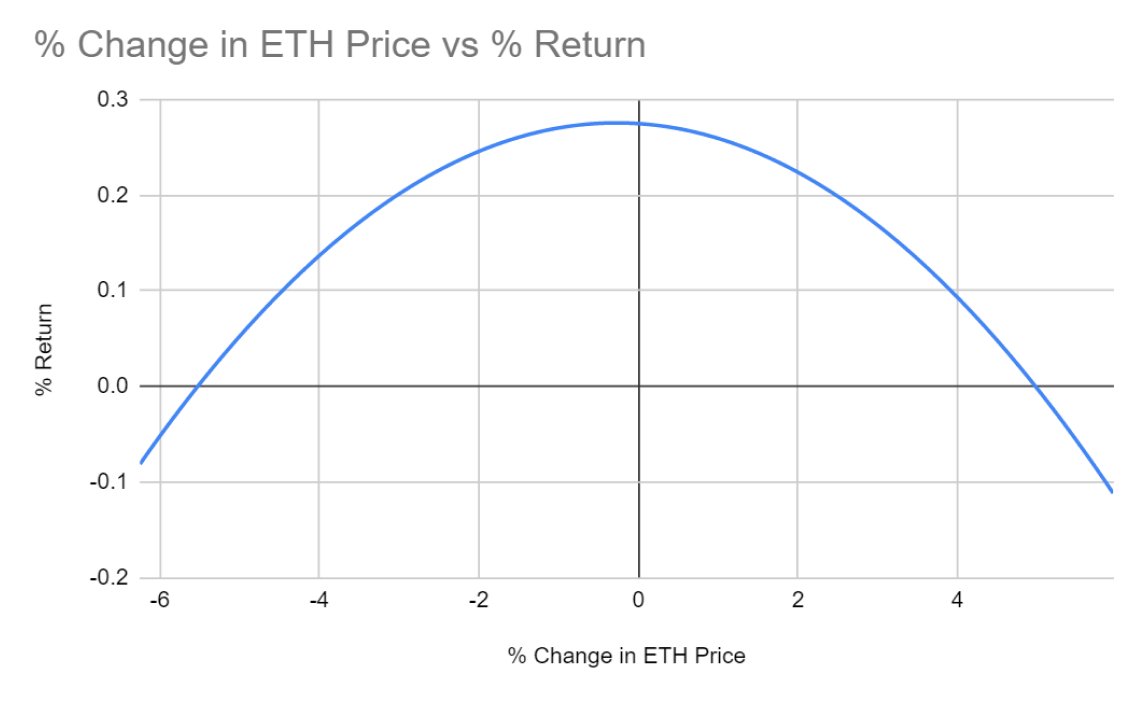 % Change in ETH Price vs % Return
0.3
0.2
0.1
0.0
-0.1
-0.2
% Return
-6 -4 -2 0 2 4
% Change in ETH Price